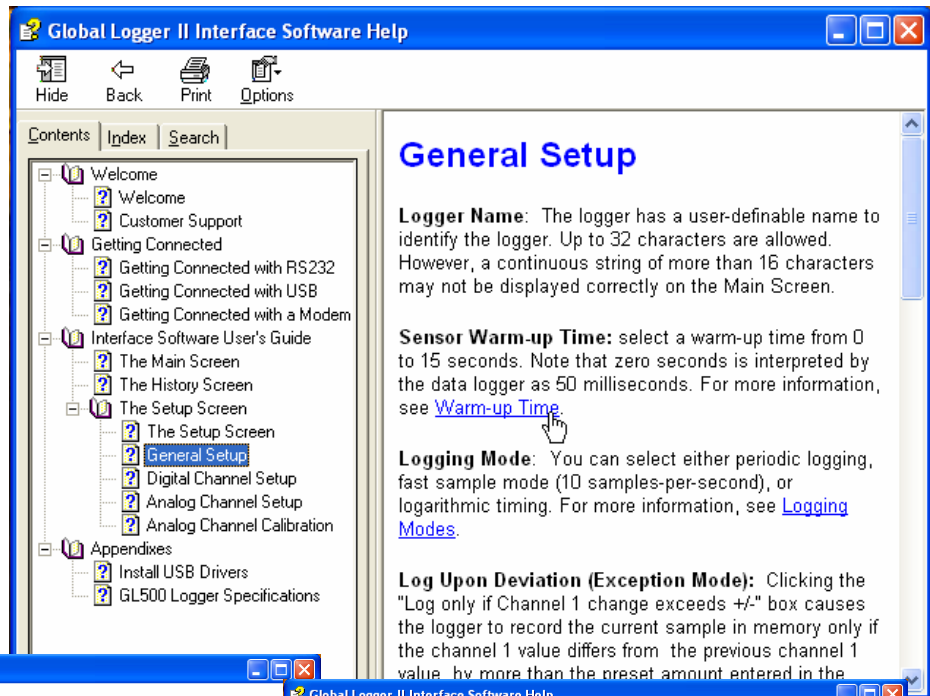 Global Logger II Interface Software Help
Hide Back Print Options
Contents Index Search
Welcome
Welcome
Customer Support
Getting Connected
Getting Connected with RS232
Getting Connected with USB
Getting Connected with a Modem
Interface Software User's Guide
The Main Screen
The History Screen
The Setup Screen
The Setup Screen
General Setup
Digital Channel Setup
Analog Channel Setup
Analog Channel Calibration
Appendixes
Install USB Drivers
GL500 Logger Specifications
General Setup
Logger Name: The logger has a user-definable name to
identify the logger. Up to 32 characters are allowed.
However, a continuous string of more than 16 characters
may not be displayed correctly on the Main Screen.
Sensor Warm-up Time: select a warm-up time from 0
to 15 seconds. Note that zero seconds is interpreted by
the data logger as 50 milliseconds. For more information,
see Warm-up Time.
Logging Mode: You can select either periodic logging,
fast sample mode (10 samples-per-second), or
logarithmic timing. For more information, see Logging
Modes.
Log Upon Deviation (Exception Mode): Clicking the
"Log only if Channel 1 change exceeds +/-" box causes
the logger to record the current sample in memory only if
the channel 1 value differs from the previous channel 1
value by more than the preset amount entered in the
Global Logger II Interface Software Help